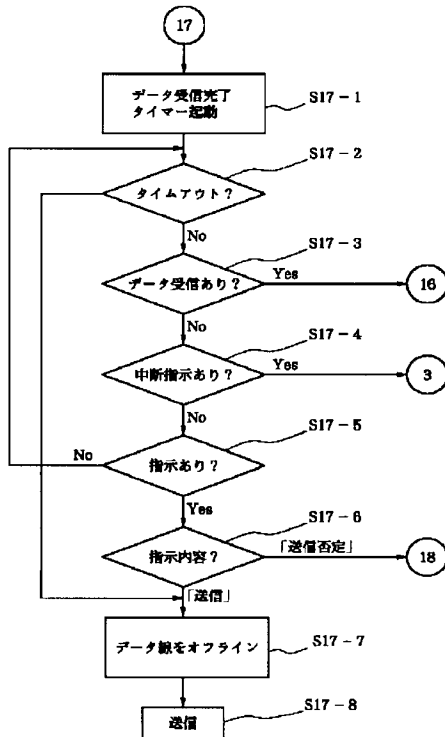 17
データ受信完了
タイマー起動
S17-1
S17-2
タイムアウト？
No
S17-3
データ受信あり？
Yes
16
No
S17-4
中断指示あり？
Yes
3
No
S17-5
No
指示あり？
Yes
S17-6
指示内容？
「送信否定」
18
「送信」
データ線をオフライン
S17-7
送信
S17-8